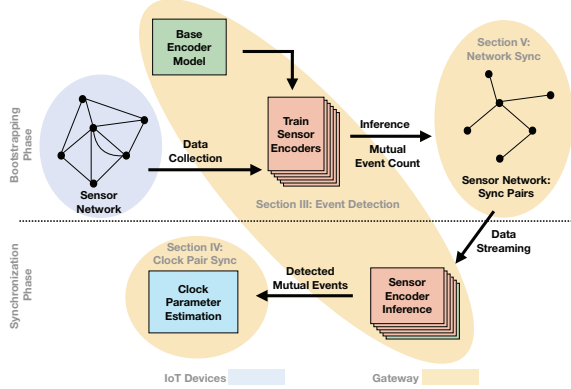 Base
Encoder
Model
Section V:
Network Sync
Bootstrapping
Phase
Train
Sensor
Encoders
Inference
Mutual
Event Count
Data
Collection
Sensor
Network
Section III: Event Detection
Sensor Network:
Sync Pairs
Data
Streaming
Synchronization
Phase
Section IV:
Clock Pair Sync
Clock
Parameter
Estimation
Detected
Mutual Events
Sensor
Encoder
Inference
IoT Devices
Gateway